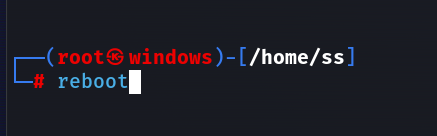 ┌──(root㉿windows)-[/home/ss]
└─# reboot